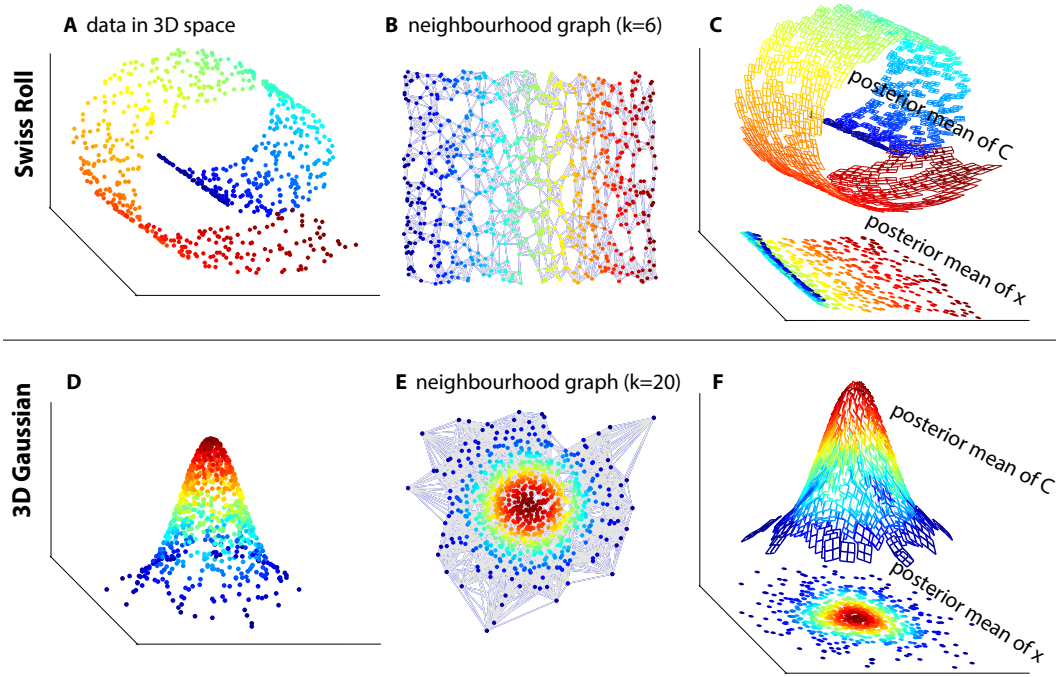 A data in 3D space
B neighbourhood graph (k=6)
C
Swiss Roll
posterior mean of C
posterior mean of x
D
E neighbourhood graph (k=20)
F
3D Gaussian
posterior mean of C
posterior mean of x